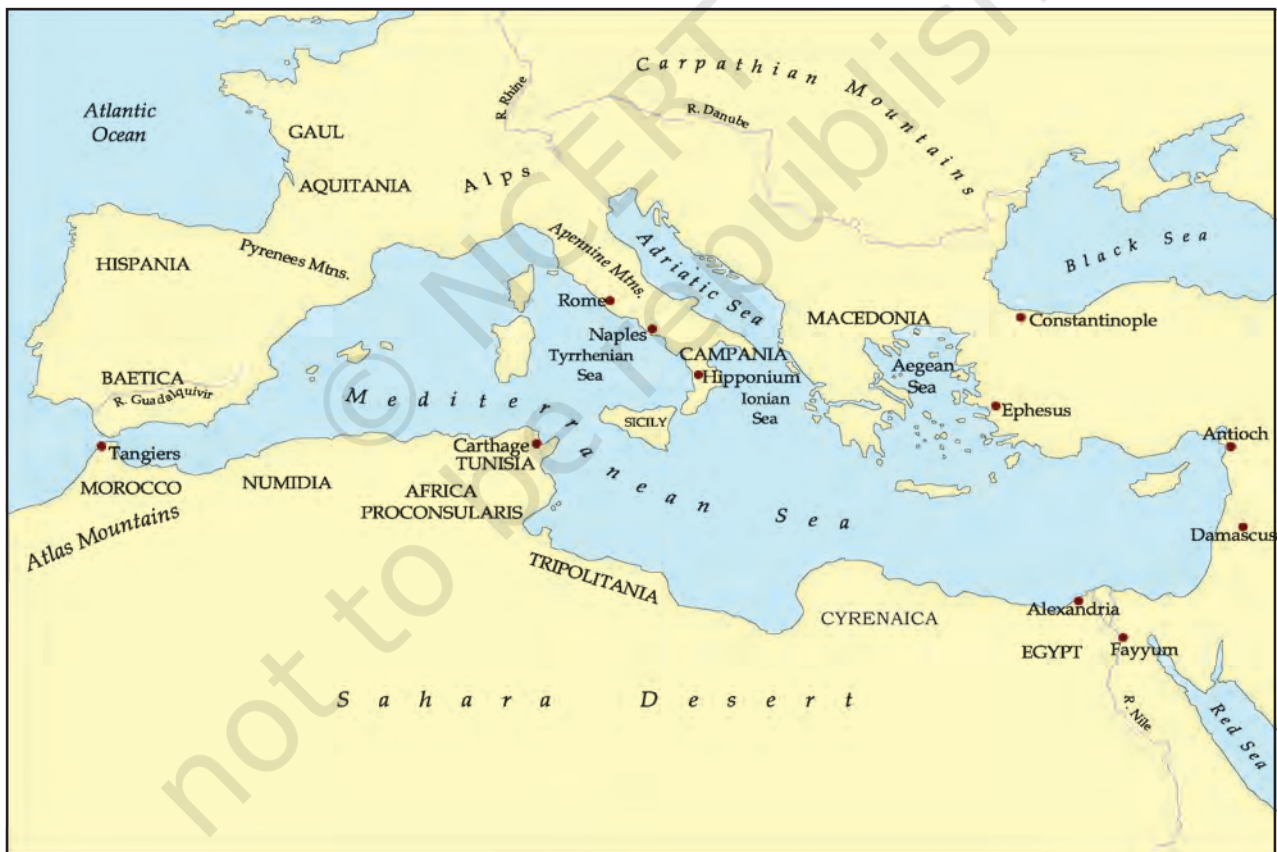 Carpathian Mountains
R. Rhine
R. Danube
Atlantic
Ocean
GAUL
AQUITANIA
Alps
Pyrenees Mtns.
HISPANIA
Apennine Mtns.
Adriatic Sea
Black Sea
Rome
Naples
Tyrrhenian
Sea
CAMPANIA
Hipponium
Ionian
Sea
MACEDONIA
Aegean
Sea
Constantinople
Ephesus
Antioch
Damascus
BAETICA
R. Guadalquivir
Mediterranean Sea
SICILY
Tangiers
MOROCCO
Atlas Mountains
NUMIDIA
Carthage
TUNISIA
AFRICA
PROCONSULARIS
TRIPOLITANIA
CYRENAICA
Alexandria
EGYPT
Fayyum
R. Nile
Red Sea
Sahara Desert
© NCERT
not to be republish